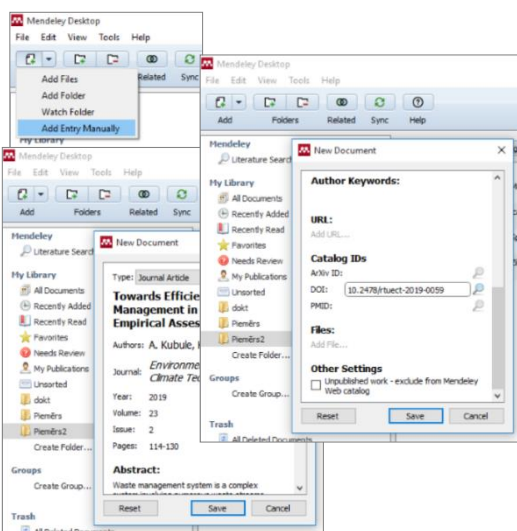 Mendeley Desktop
File Edit View Tools Help
Related Sync
Add Files
Add Folder
Watch Folder
Add Entry Manually
My Library
Mendeley Desktop
File Edit View Tools Help
Add Folders Related Sync Help
Mendeley
Literature Search
My Library
All Documents
Recently Added
Recently Read
Favorites
Needs Review
My Publications
Unsorted
dokt
Piemērs
Piemērs2
Create Folder...
Groups
Create Group...
Trash
All Deleted Documents
New Document
Author Keywords:
URL:
Add URL...
Catalog IDs
ArXiv ID:
DOI: 10.2478/rtuect-2019-0059
PMID:
Files:
Add File...
Other Settings
Unpublished work - exclude from Mendeley
Web catalog
Reset Save Cancel
Mendeley Desktop
File Edit View Tools Help
Add Folders Related Sync
Mendeley
Literature Search
My Library
All Documents
Recently Added
Recently Read
Favorites
Needs Review
My Publications
Unsorted
dokt
Piemērs
Piemērs2
Create Folder...
Groups
Create Group...
Trash
New Document
Type: Journal Article
Towards Efficie
Management in
Empirical Asses
Authors: A. Kubule,
Journal: Environme
Climate Tec
Year: 2019
Volume: 23
Issue: 2
Pages: 114-130
Abstract:
Waste management system is a complex
Reset Save Cancel